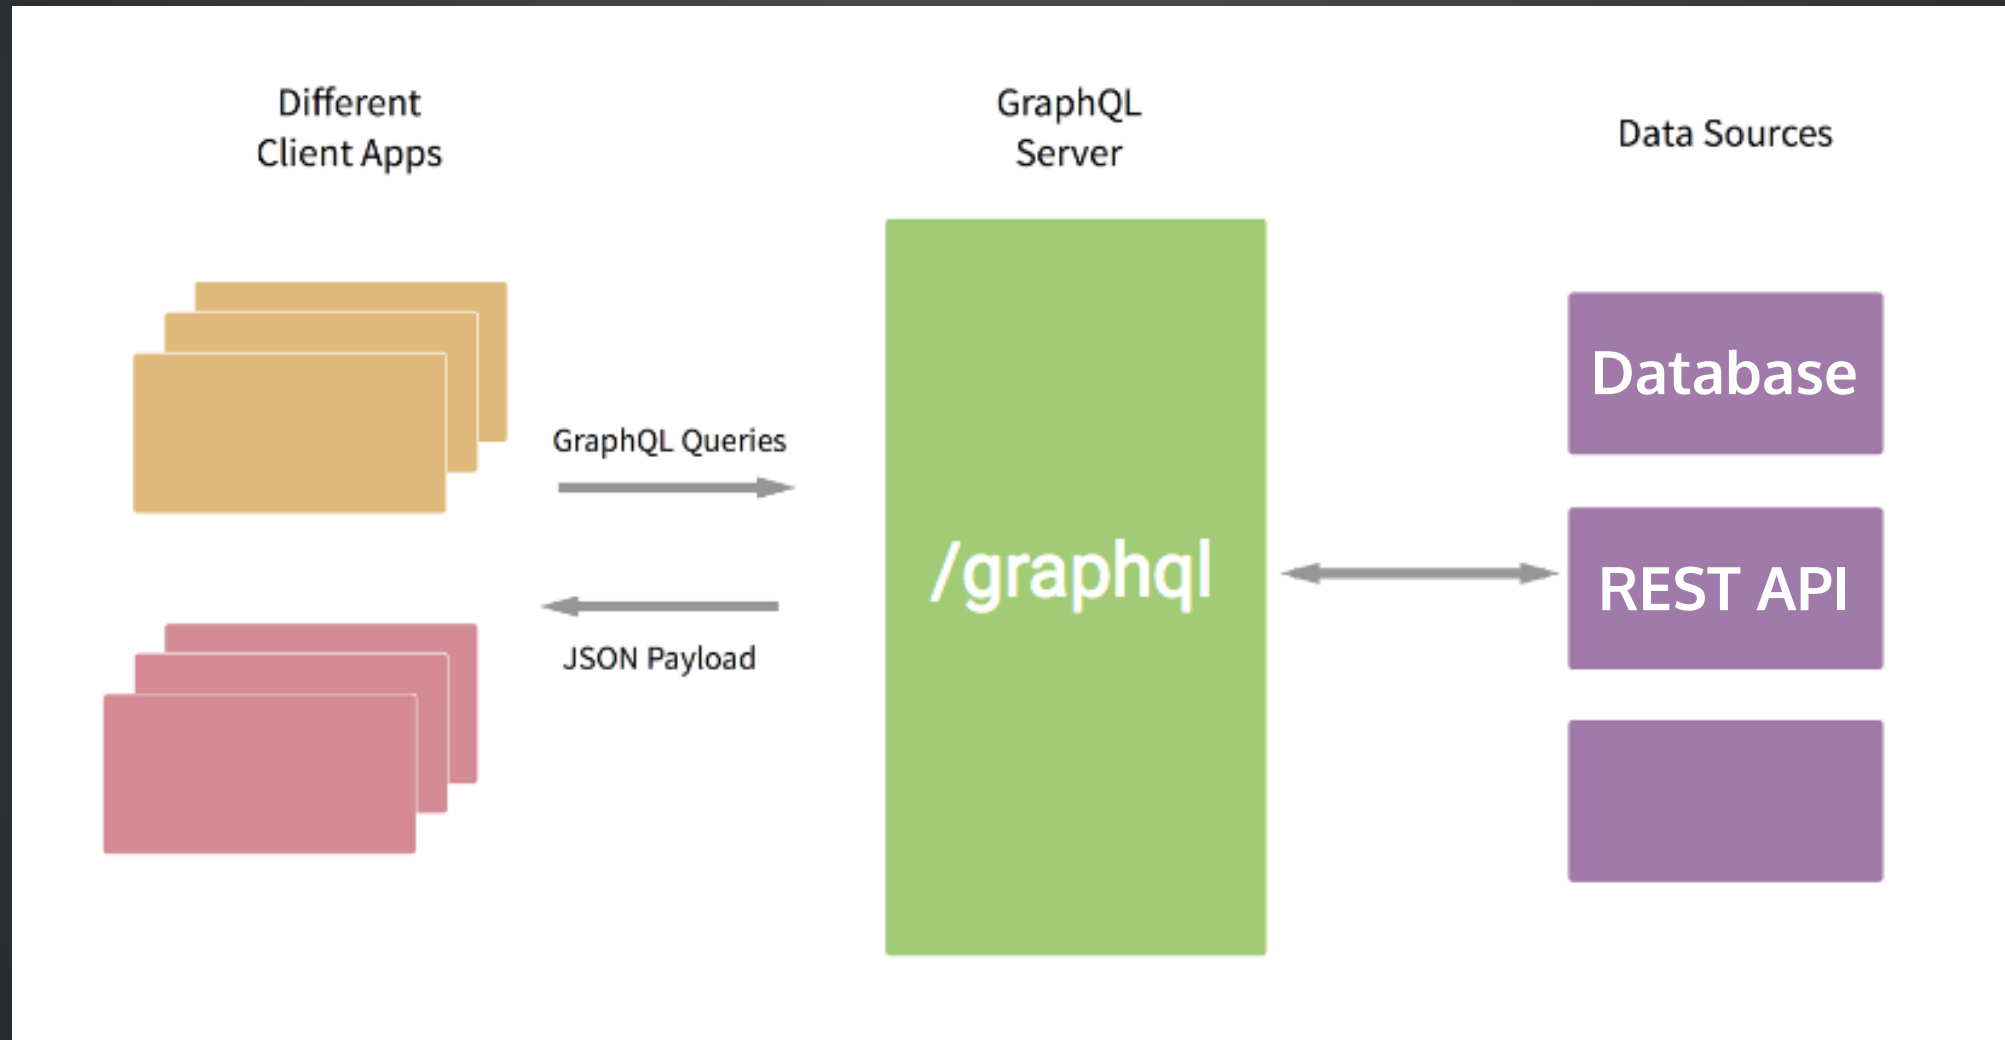 Different
Client Apps
GraphQL
Server
Data Sources
GraphQL Queries
JSON Payload
/graphql
Database
REST API